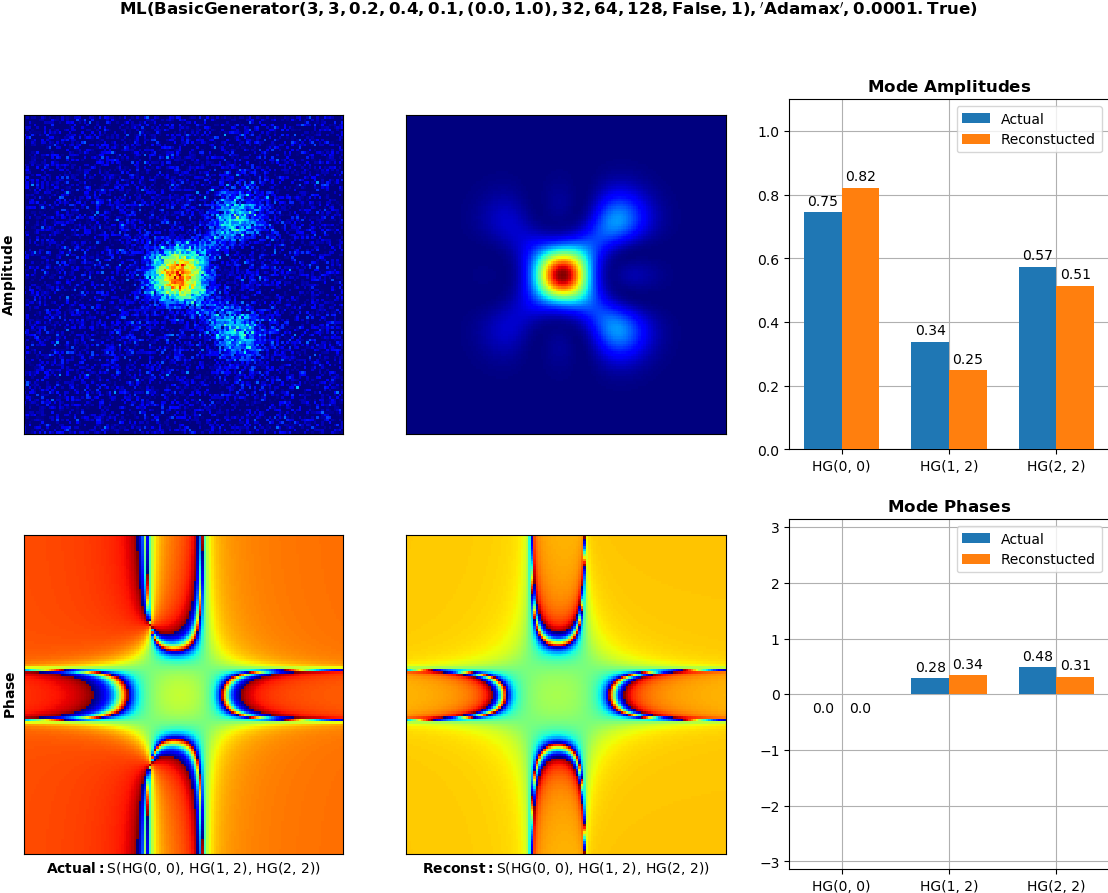 ML(BasicGenerator(3, 3, 0.2, 0.4, 0.1, (0.0, 1.0), 32, 64, 128, False, 1), 'Adamax', 0.0001. True)
Amplitude
Mode Amplitudes
Actual
Reconstucted
1.0
0.8
0.6
0.4
0.2
0.0
0.75
0.82
0.34
0.25
0.57
0.51
HG(0, 0)
HG(1, 2)
HG(2, 2)
Phase
Actual: S(HG(0, 0), HG(1, 2), HG(2, 2))
Reconst: S(HG(0, 0), HG(1, 2), HG(2, 2))
Mode Phases
Actual
Reconstucted
3
2
1
0
−1
−2
−3
0.0
0.0
0.28
0.34
0.48
0.31
HG(0, 0)
HG(1, 2)
HG(2, 2)